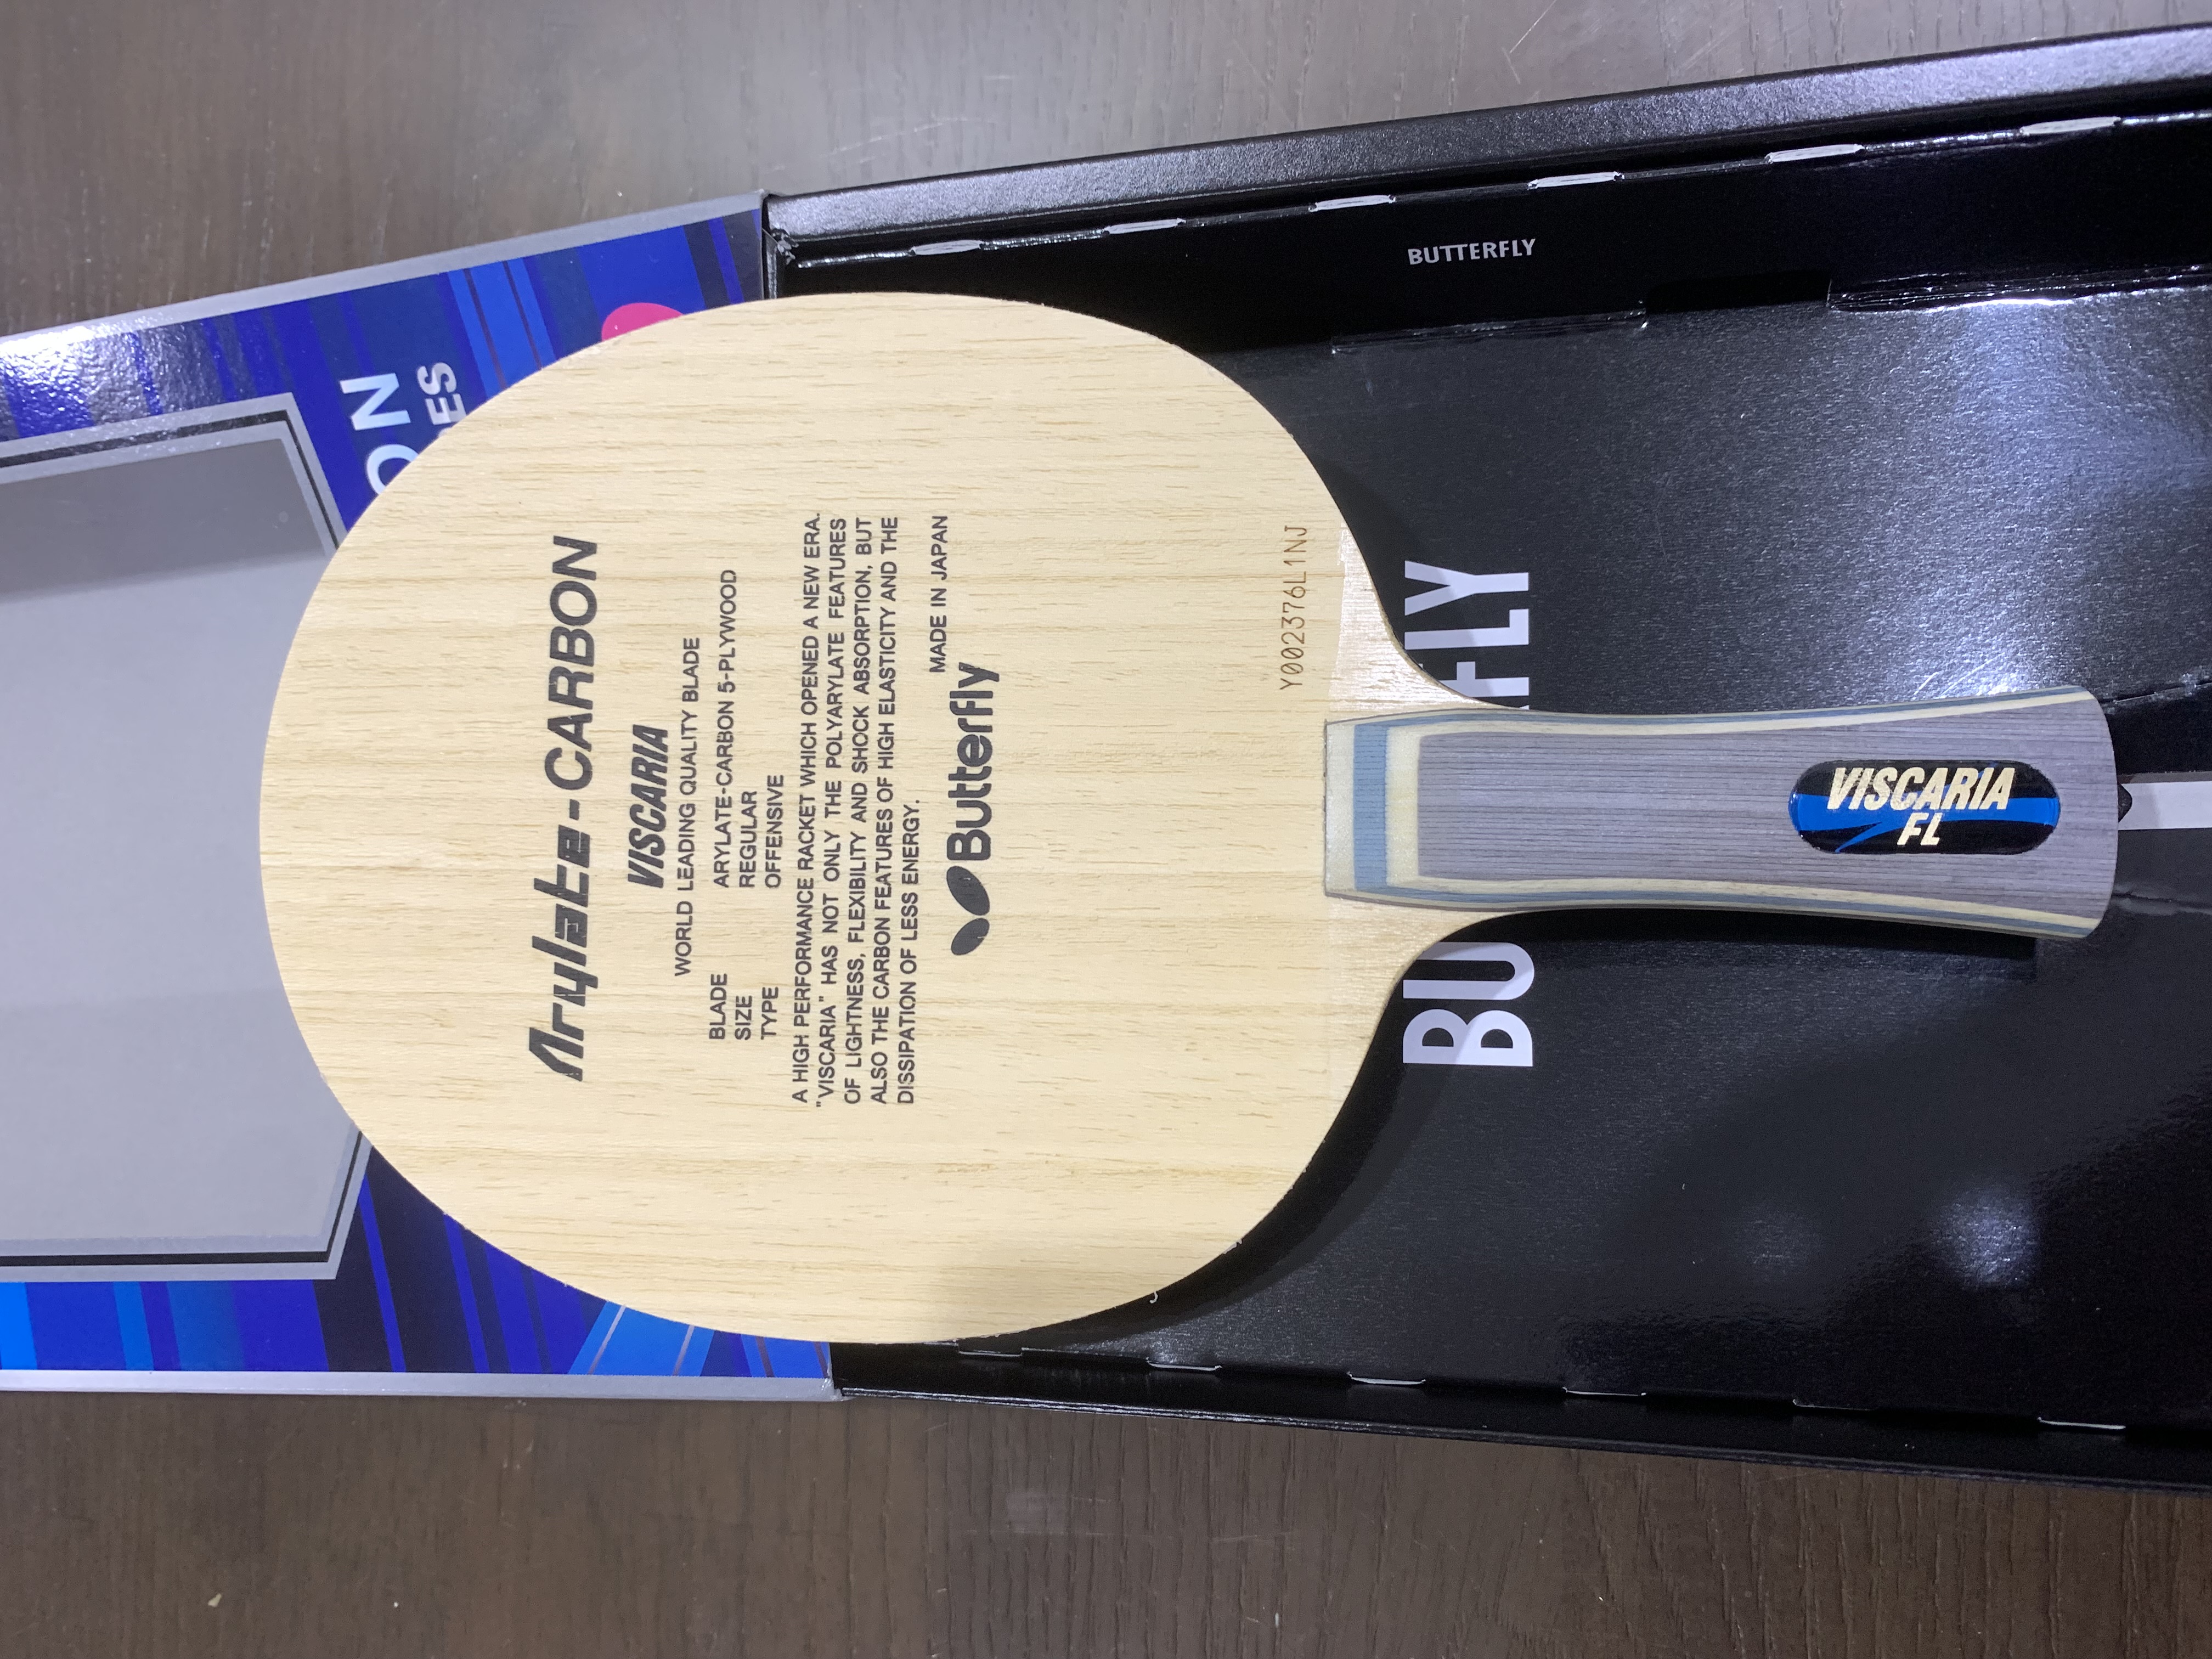 Arylate-CARBON
VISCARIA
WORLD LEADING QUALITY BLADE
BLADE ARYLATE-CARBON 5-PLYWOOD
SIZE REGULAR
TYPE OFFENSIVE
A HIGH PERFORMANCE RACKET WHICH OPENED A NEW ERA.
"VISCARIA" HAS NOT ONLY THE POLYARYLATE FEATURES
OF LIGHTNESS, FLEXIBILITY AND SHOCK ABSORPTION, BUT
ALSO THE CARBON FEATURES OF HIGH ELASTICITY AND THE
DISSIPATION OF LESS ENERGY.
MADE IN JAPAN
Butterfly
Y002376L1NJ
VISCARIA
FL
BUTTERFLY